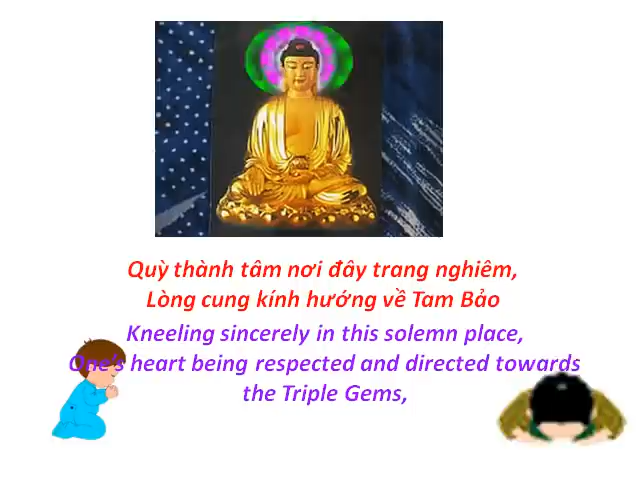 Quỳ thành tâm nơi đây trang nghiêm,
Lòng cung kính hướng về Tam Bảo
Kneeling sincerely in this solemn place,
One's heart being respected and directed towards
the Triple Gems,